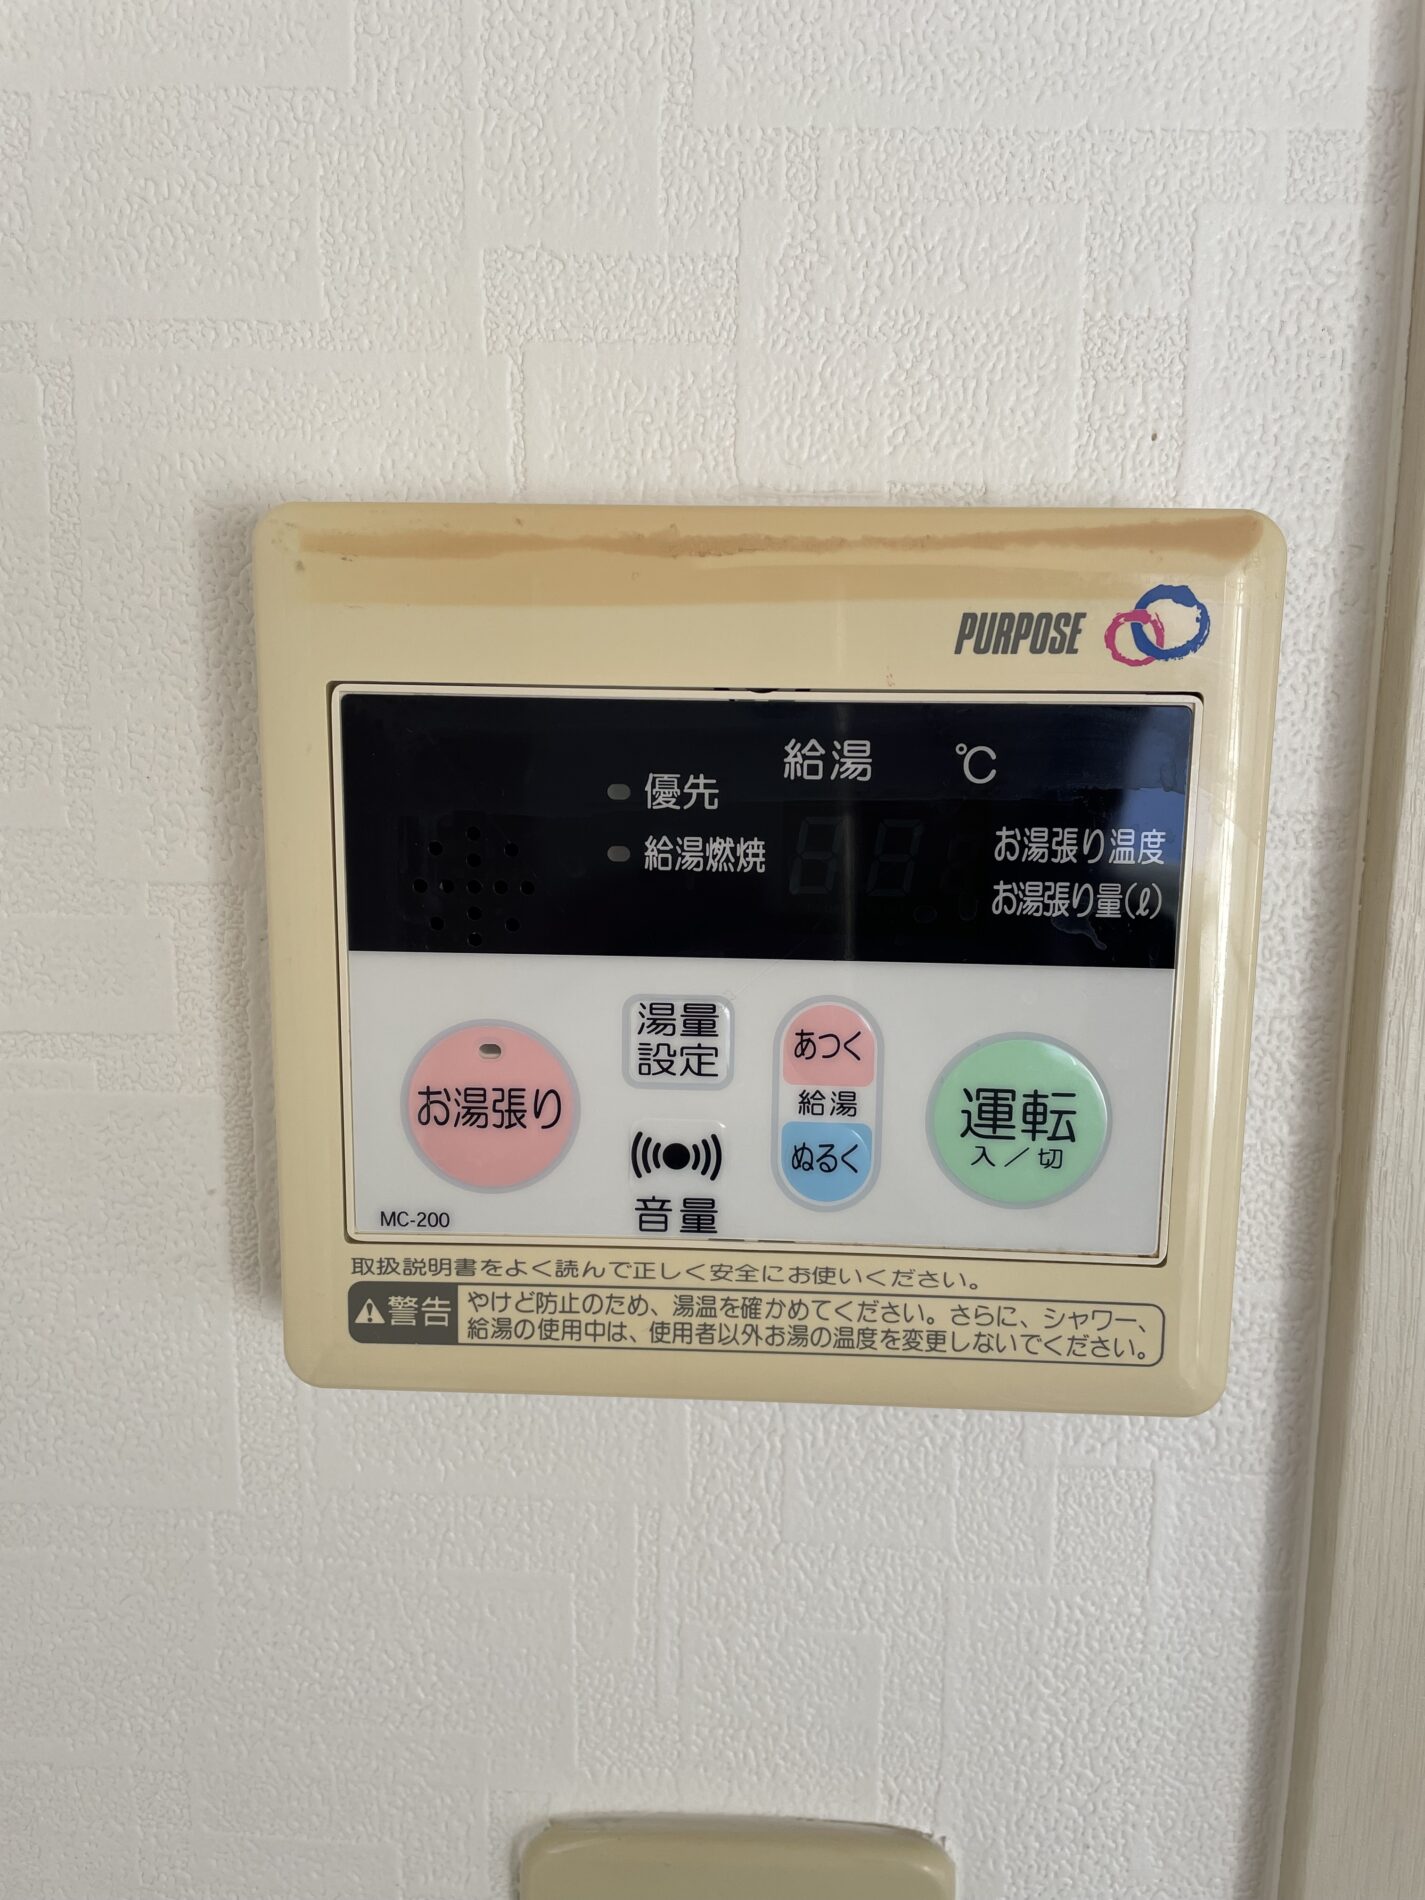 PURPOSE
給湯 ℃
優先
給湯燃焼
お湯張り温度
お湯張り量(ℓ)
お湯張り
湯量
設定
音量
あつく
給湯
ぬるく
運転
入／切
MC-200
取扱説明書をよく読んで正しく安全にお使いください。
警告
やけど防止のため、湯温を確かめてください。さらに、シャワー、
給湯の使用中は、使用者以外お湯の温度を変更しないでください。